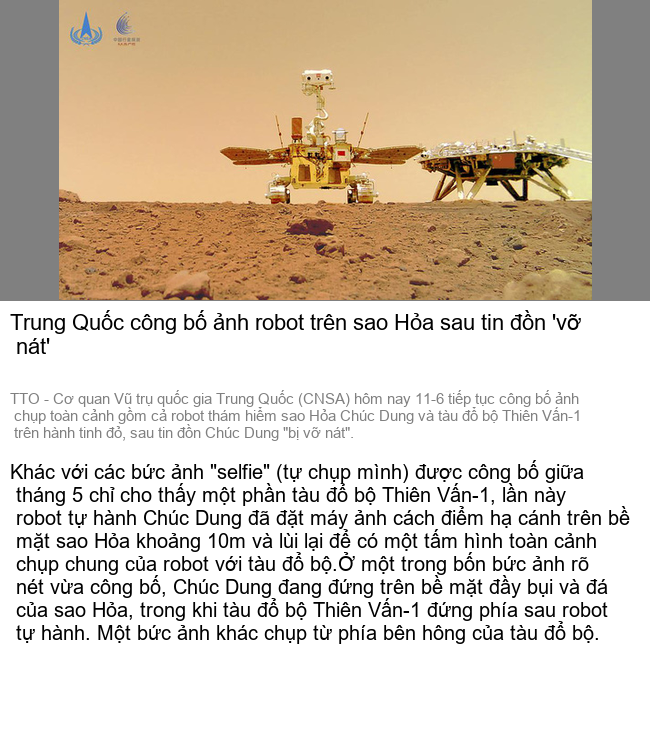 Trung Quốc công bố ảnh robot trên sao Hỏa sau tin đồn 'vỡ
nát'
TTO - Cơ quan Vũ trụ quốc gia Trung Quốc (CNSA) hôm nay 11-6 tiếp tục công bố ảnh
chụp toàn cảnh gồm cả robot thám hiểm sao Hỏa Chúc Dung và tàu đổ bộ Thiên Vấn-1
trên hành tinh đỏ, sau tin đồn Chúc Dung "bị vỡ nát".
Khác với các bức ảnh "selfie" (tự chụp mình) được công bố giữa
tháng 5 chỉ cho thấy một phần tàu đổ bộ Thiên Vấn-1, lần này
robot tự hành Chúc Dung đã đặt máy ảnh cách điểm hạ cánh trên bề
mặt sao Hỏa khoảng 10m và lùi lại để có một tấm hình toàn cảnh
chụp chung của robot với tàu đổ bộ.Ở một trong bốn bức ảnh rõ
nét vừa công bố, Chúc Dung đang đứng trên bề mặt đầy bụi và đá
của sao Hỏa, trong khi tàu đổ bộ Thiên Vấn-1 đứng phía sau robot
tự hành. Một bức ảnh khác chụp từ phía bên hông của tàu đổ bộ.